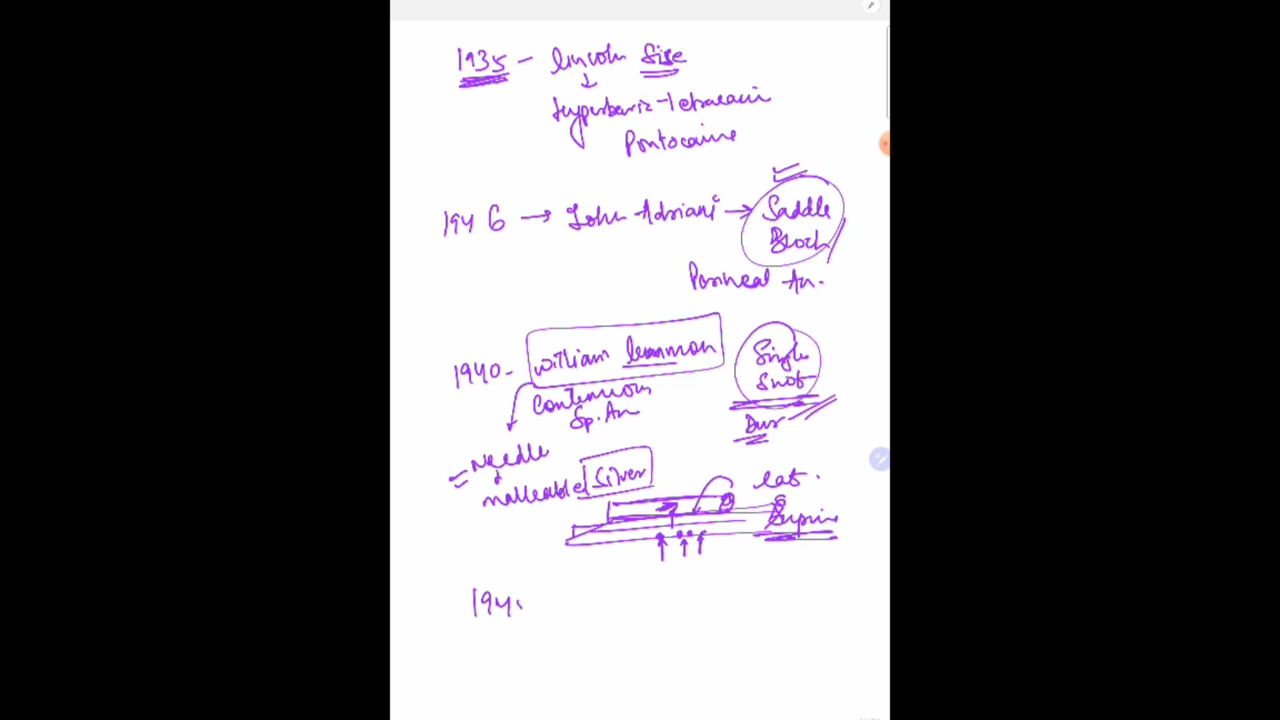 1935 - Lincoln Sise
↓
Hyperbaric - Tetracaine
Pontocaine
1946 → John Adriani → Saddle
Block
Perineal An.
1940 - William lemmon
Single
Shot
Continuous
Sp. An
Dur
Needle
malleable Silver
lat.
Supine
194